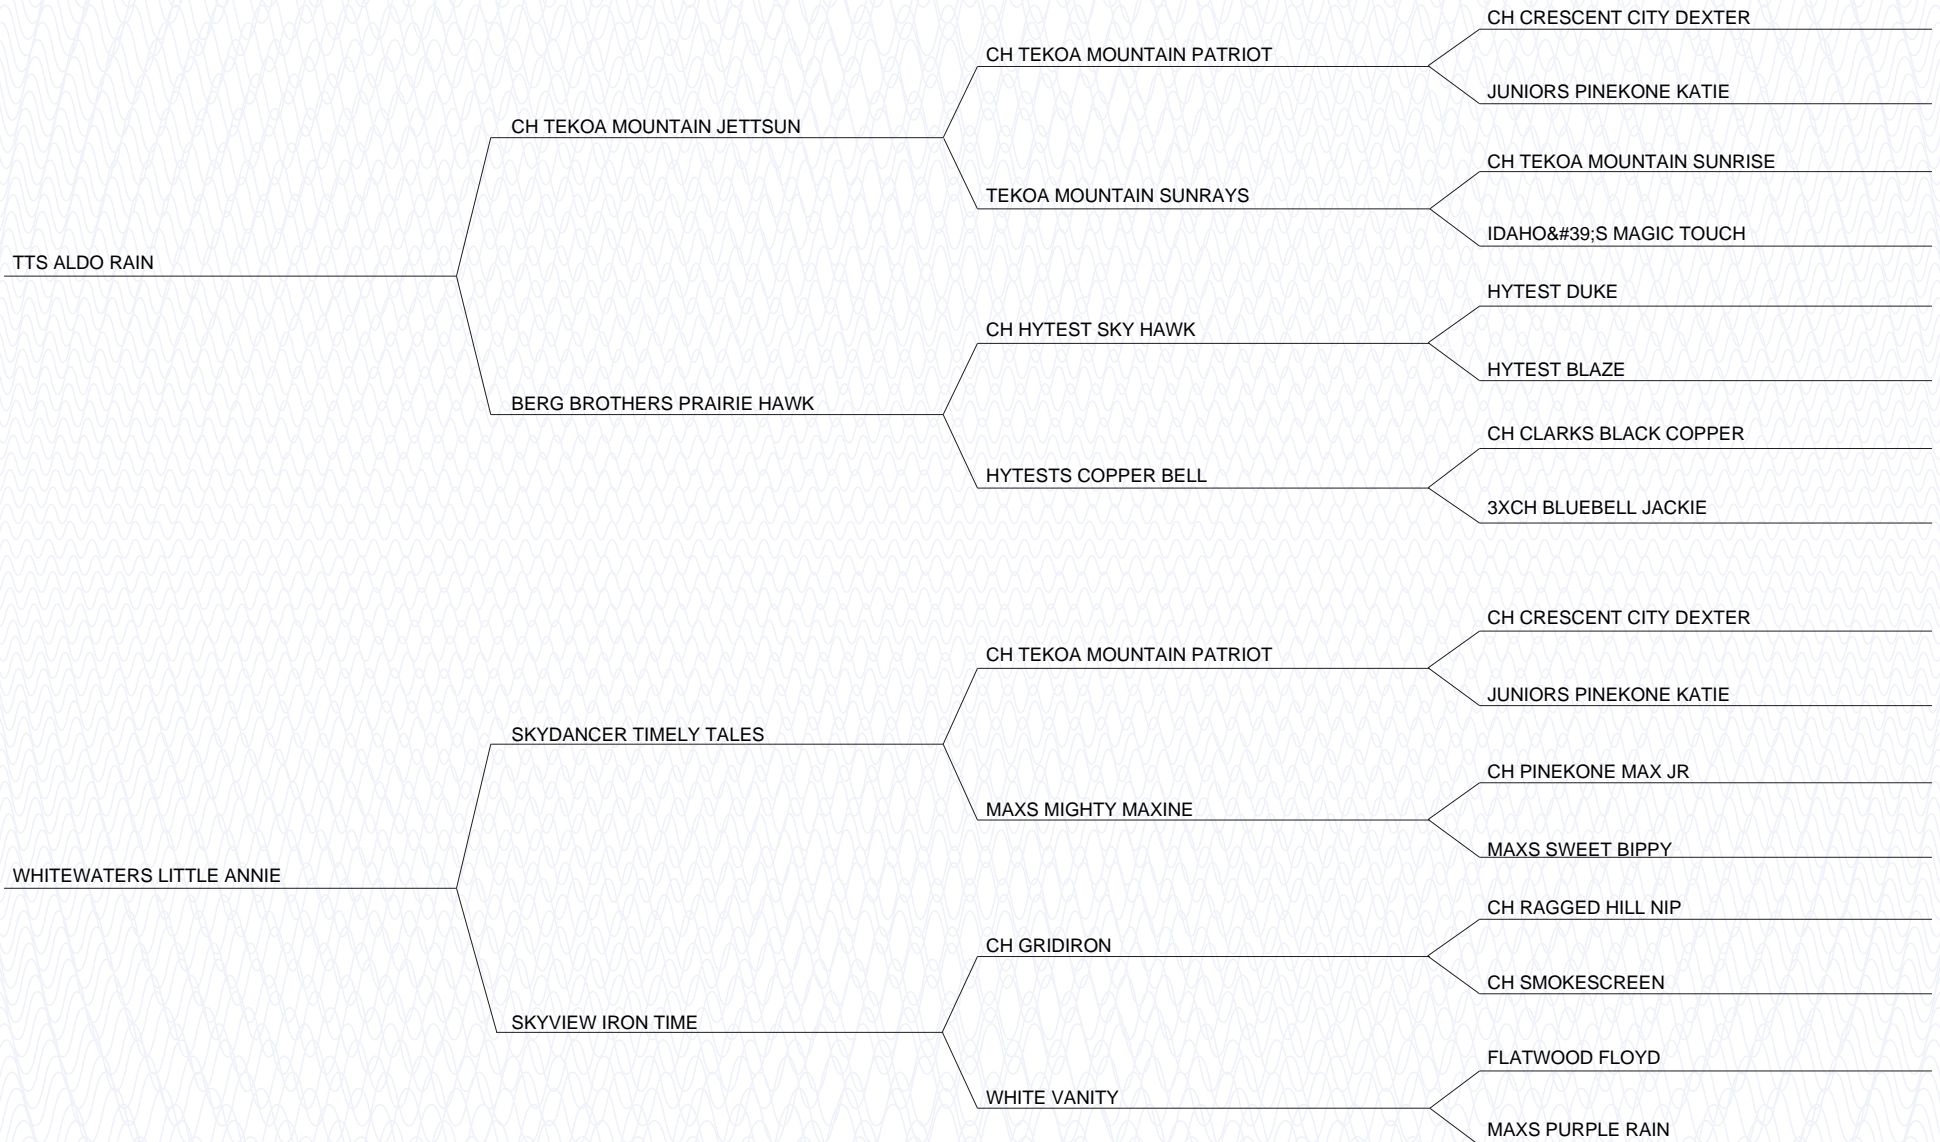 CH CRESCENT CITY DEXTER
CH TEKOA MOUNTAIN PATRIOT
JUNIORS PINEKONE KATIE
CH TEKOA MOUNTAIN JETTSUN
CH TEKOA MOUNTAIN SUNRISE
TEKOA MOUNTAIN SUNRAYS
IDAHO&#39;S MAGIC TOUCH
TTS ALDO RAIN
HYTEST DUKE
CH HYTEST SKY HAWK
HYTEST BLAZE
BERG BROTHERS PRAIRIE HAWK
CH CLARKS BLACK COPPER
HYTESTS COPPER BELL
3XCH BLUEBELL JACKIE
CH CRESCENT CITY DEXTER
CH TEKOA MOUNTAIN PATRIOT
JUNIORS PINEKONE KATIE
SKYDANCER TIMELY TALES
CH PINEKONE MAX JR
MAXS MIGHTY MAXINE
MAXS SWEET BIPPY
WHITEWATERS LITTLE ANNIE
CH RAGGED HILL NIP
CH GRIDIRON
CH SMOKESCREEN
SKYVIEW IRON TIME
FLATWOOD FLOYD
WHITE VANITY
MAXS PURPLE RAIN